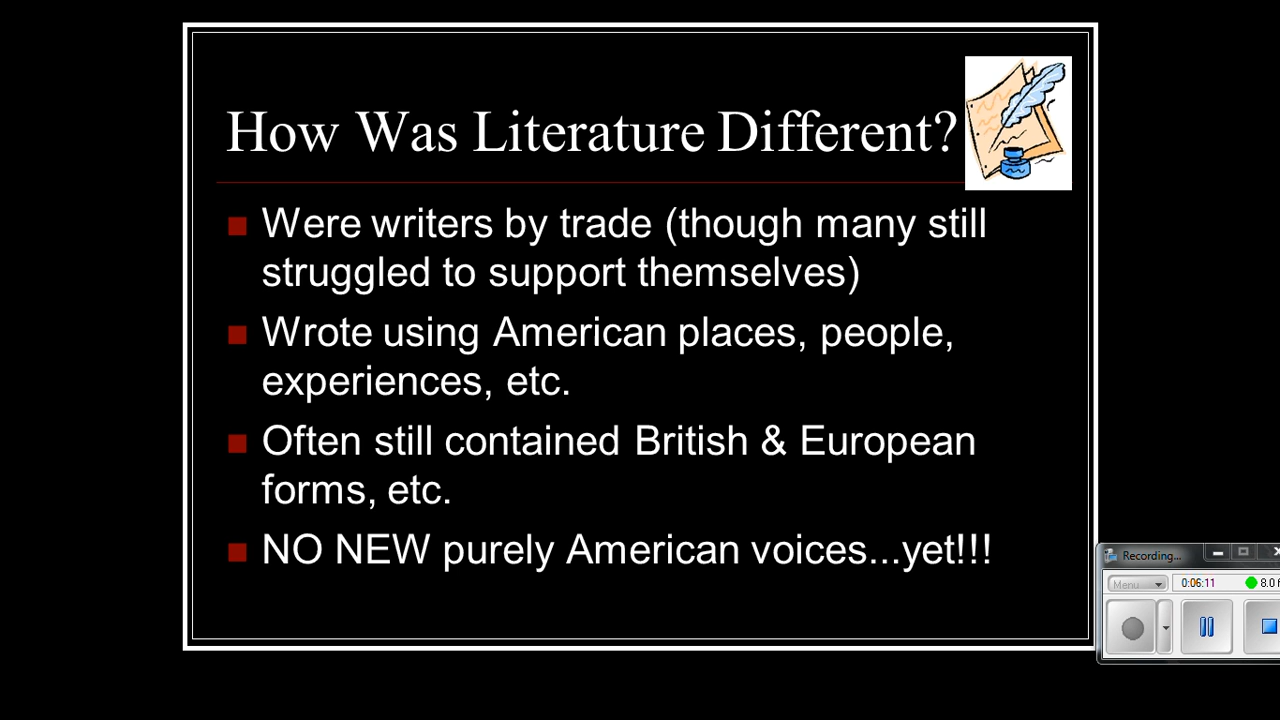 How Was Literature Different?
Were writers by trade (though many still
struggled to support themselves)
Wrote using American places, people,
experiences, etc.
Often still contained British & European
forms, etc.
NO NEW purely American voices...yet!!!
Recording...
Menu
0:06:11
8.0 f